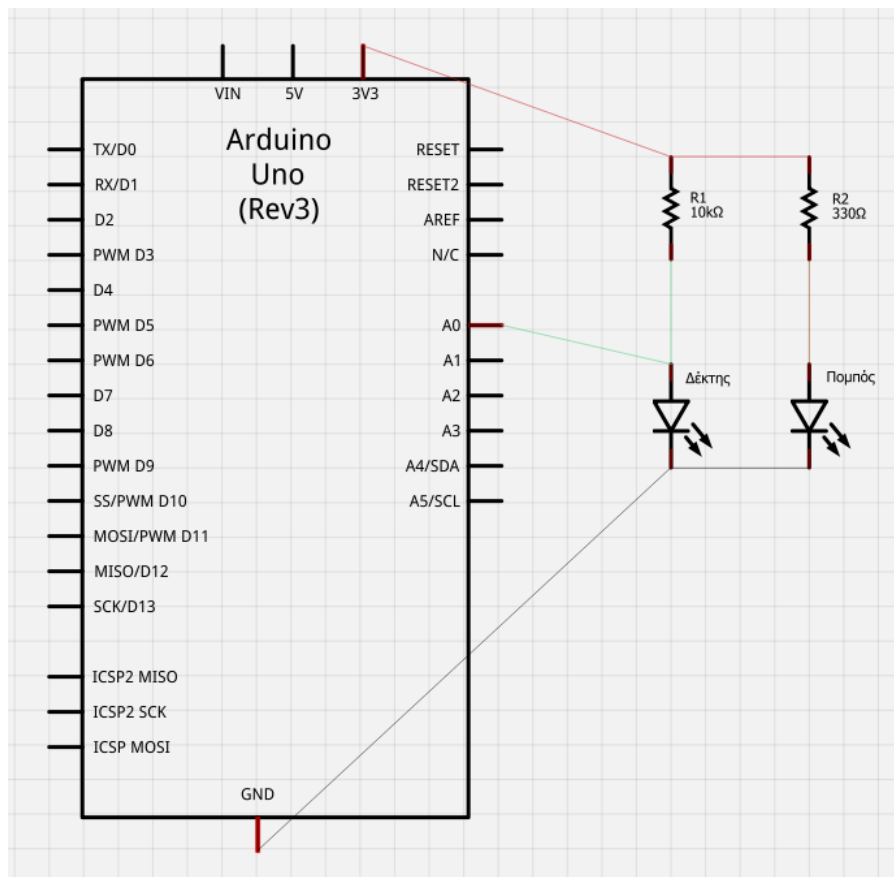 VIN
5V
3V3
Arduino
Uno
(Rev3)
TX/D0
RX/D1
D2
PWM D3
D4
PWM D5
PWM D6
D7
D8
PWM D9
SS/PWM D10
MOSI/PWM D11
MISO/D12
SCK/D13
ICSP2 MISO
ICSP2 SCK
ICSP MOSI
GND
RESET
RESET2
AREF
N/C
A0
A1
A2
A3
A4/SDA
A5/SCL
R1
10kΩ
R2
330Ω
Δέκτης
Πομπός